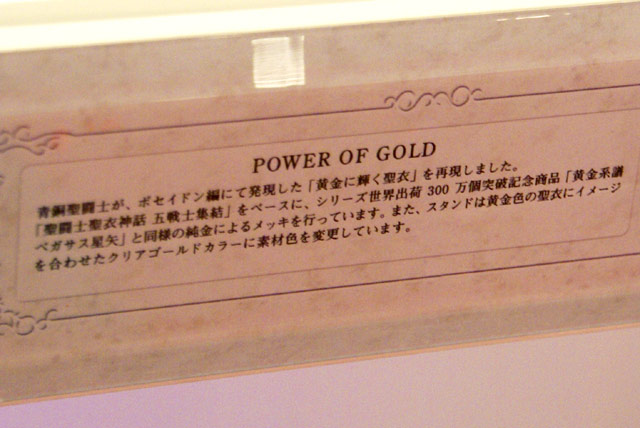 POWER OF GOLD
青銅聖闘士が、ポセイドン編にて発現した「黄金に輝く聖衣」を再現しました。
「聖闘士聖衣神話 五戦士集結」をベースに、シリーズ世界出荷 300 万個突破記念商品「黄金系譜
ペガサス星矢」と同様の純金によるメッキを行っています。また、スタンドは黄金色の聖衣にイメージ
を合わせたクリアゴールドカラーに素材色を変更しています。